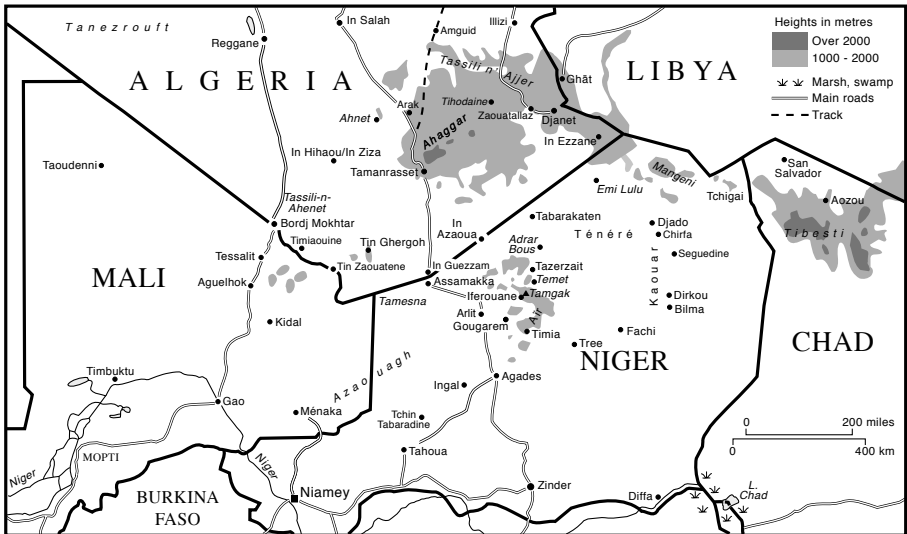 Tanezrouft
Reggane
In Salah
Amguid
Illizi
Heights in metres
Over 2000
1000 - 2000
Marsh, swamp
Main roads
Track
ALGERIA
LIBYA
Tassili n' Ajjer
Ghāt
Arak
Ahnet
Tihodaine
Zaouatallaz
Djanet
Ahaggar
In Ezzane
In Hihaou/In Ziza
Tamanrasset
Taoudenni
Emi Lulu
Mangeni
Tchigai
San
Salvador
Aozou
Tibesti
Tassili-n-
Ahenet
Bordj Mokhtar
Timiaouine
Tin Ghergoh
In
Azaoua
Tabarakaten
Adrar
Bous
Ténéré
Djado
Chirfa
Seguedine
Kaouar
Tessalit
Tin Zaouatene
In Guezzam
Assamakka
Tazerzait
Temet
Tamgak
Iferouane
MALI
Aguelhok
Tamesna
Arlit
Gougarem
Aïr
Timia
Dirkou
Bilma
Kidal
Fachi
Tree
NIGER
CHAD
Timbuktu
Azaouagh
Ingal
Agades
Gao
Ménaka
Tchin
Tabaradine
0 200 miles
0 400 km
MOPTI
Niger
Niger
Tahoua
Niamey
Zinder
Diffa
L.
Chad
BURKINA
FASO